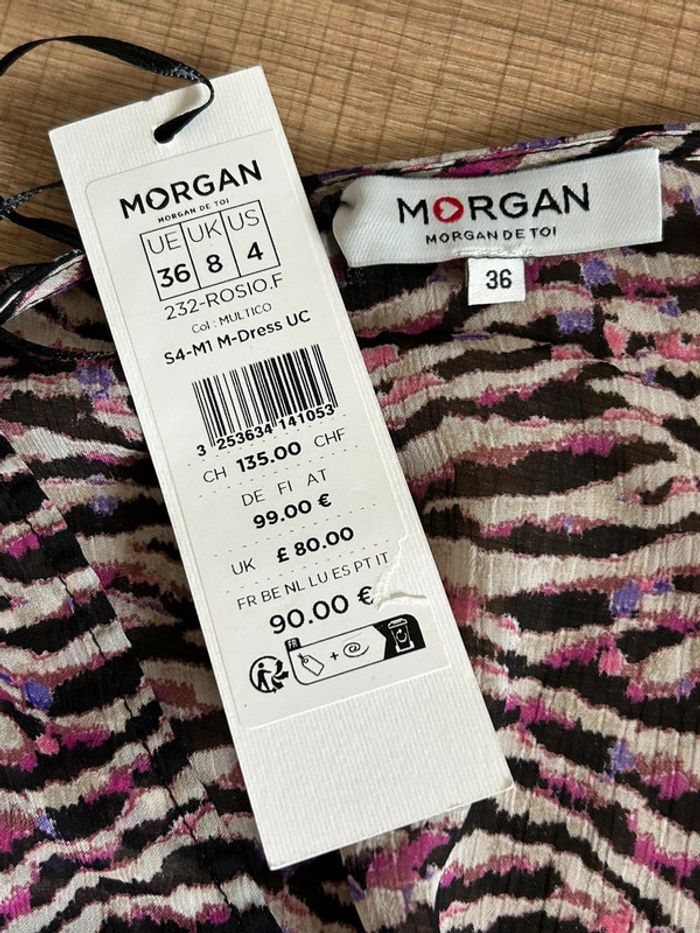 MORGAN
MORGAN DE TOI
UE UK US
36 8 4
232-ROSIO.F
Col : MULTICO
S4-M1 M-Dress UC
3 253634 141053
CH 135.00 CHF
DE FI AT
99.00 €
UK £ 80.00
FR BE NL LU ES PT IT
90.00 €
FR
+
MORGAN
MORGAN DE TOI
36